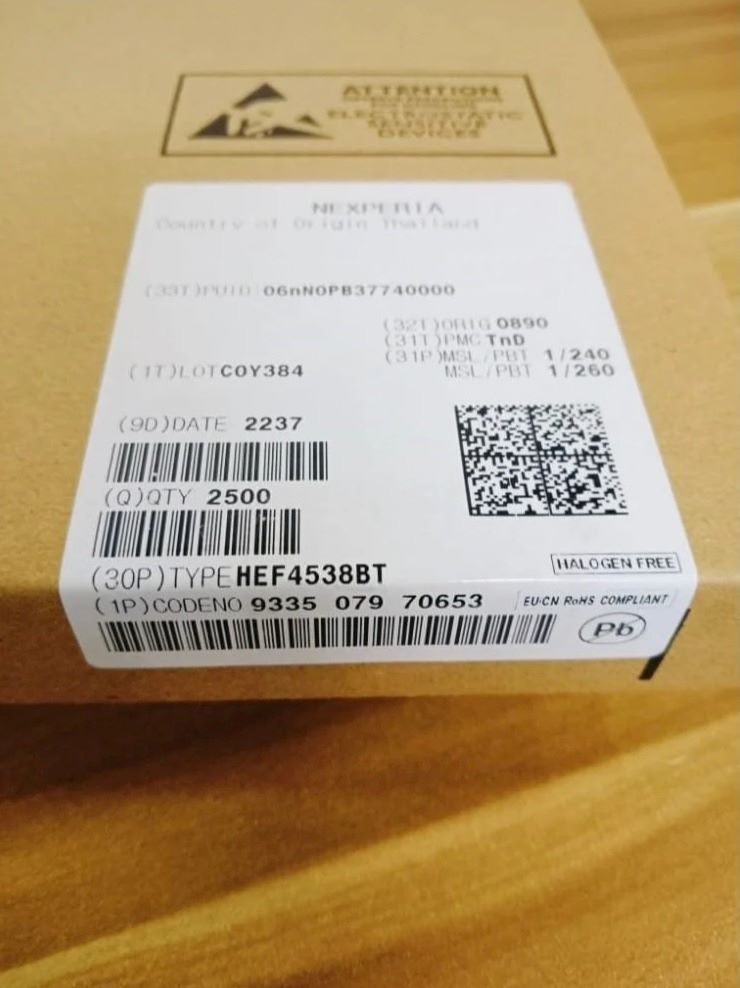 ATTENTION
ELECTROSTATIC
SENSITIVE
DEVICES
NEXPERIA
Country of Origin Thailand
(33T)PUID 06nN0PB37740000
(32T)ORIG 0890
(31T)PMC TnD
(31P)MSL/PBT 1/240
MSL/PBT 1/260
(1T)LOT C0Y384
(9D)DATE 2237
(Q)QTY 2500
HALOGEN FREE
(30P)TYPE HEF4538BT
(1P)CODENO 9335 079 70653
EU·CN RoHS COMPLIANT
Pb